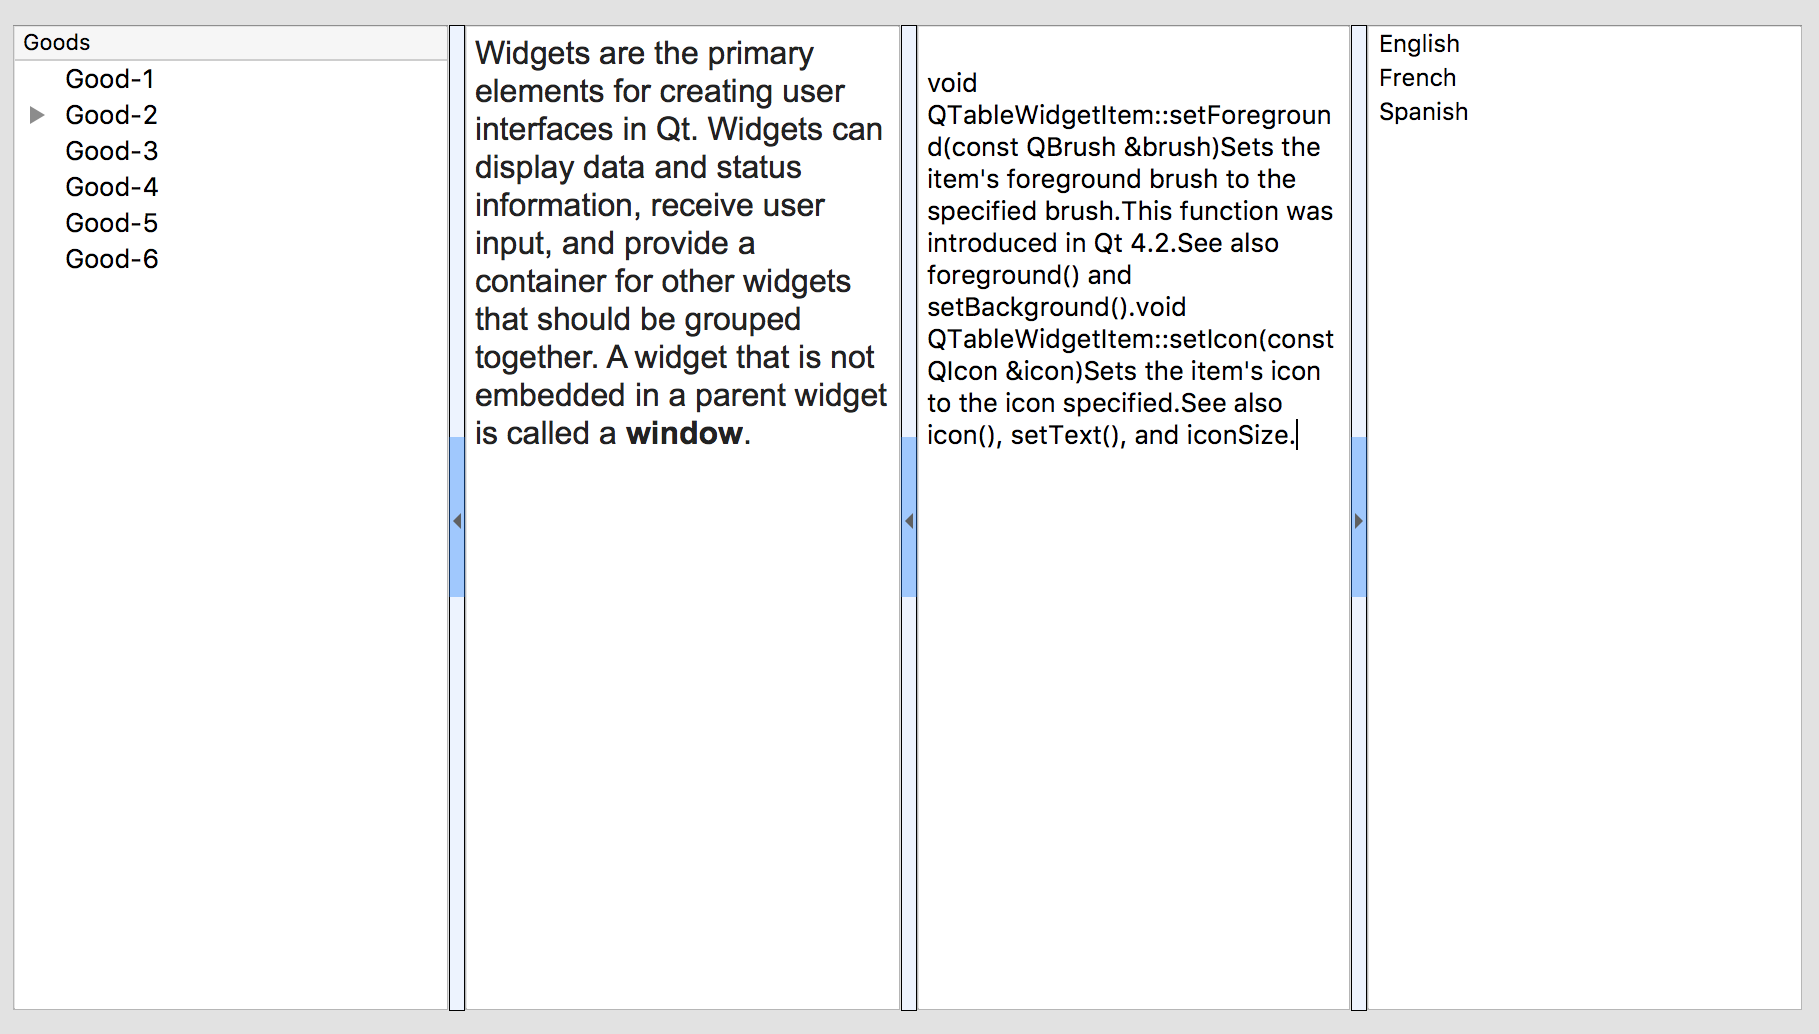 Goods
Good-1
Good-2
Good-3
Good-4
Good-5
Good-6
Widgets are the primary
elements for creating user
interfaces in Qt. Widgets can
display data and status
information, receive user
input, and provide a
container for other widgets
that should be grouped
together. A widget that is not
embedded in a parent widget
is called a window.
void
QTableWidgetItem::setForegroun
d(const QBrush &brush)Sets the
item's foreground brush to the
specified brush.This function was
introduced in Qt 4.2.See also
foreground() and
setBackground().void
QTableWidgetItem::setIcon(const
QIcon &icon)Sets the item's icon
to the icon specified.See also
icon(), setText(), and iconSize.
English
French
Spanish